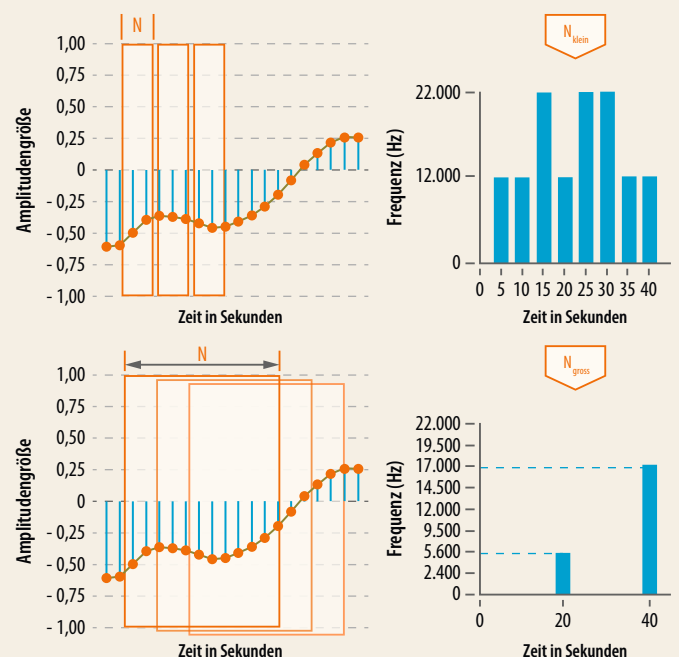 N
1,00
0,75
0,50
0,25
0
- 0,25
- 0,50
- 0,75
- 1,00
Amplitudengröße
Zeit in Sekunden
N klein
22.000
12.000
0
Frequenz (Hz)
0 5 10 15 20 25 30 35 40
Zeit in Sekunden
N
1,00
0,75
0,50
0,25
0
- 0,25
- 0,50
- 0,75
- 1,00
Amplitudengröße
Zeit in Sekunden
N gross
22.000
19.500
17.000
14.500
12.000
9.500
5.600
2.400
0
Frequenz (Hz)
0 20 40
Zeit in Sekunden